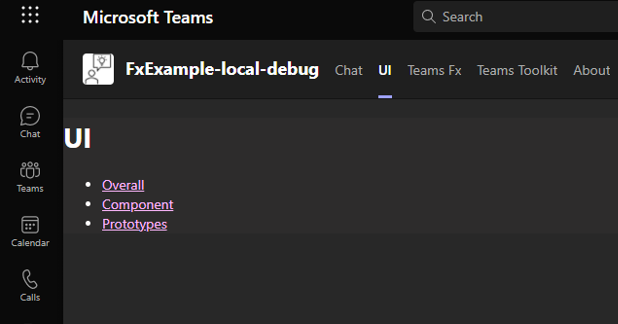 Microsoft Teams
Search
FxExample-local-debug Chat UI Teams Fx Teams Toolkit About
Activity
Chat
Teams
Calendar
Calls
UI
Overall
Component
Prototypes